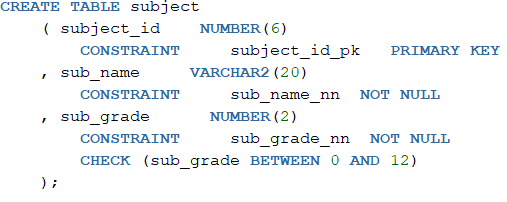 CREATE TABLE subject
( subject_id NUMBER(6)
CONSTRAINT subject_id_pk PRIMARY KEY
, sub_name VARCHAR2(20)
CONSTRAINT sub_name_nn NOT NULL
, sub_grade NUMBER(2)
CONSTRAINT sub_grade_nn NOT NULL
CHECK (sub_grade BETWEEN 0 AND 12)
);